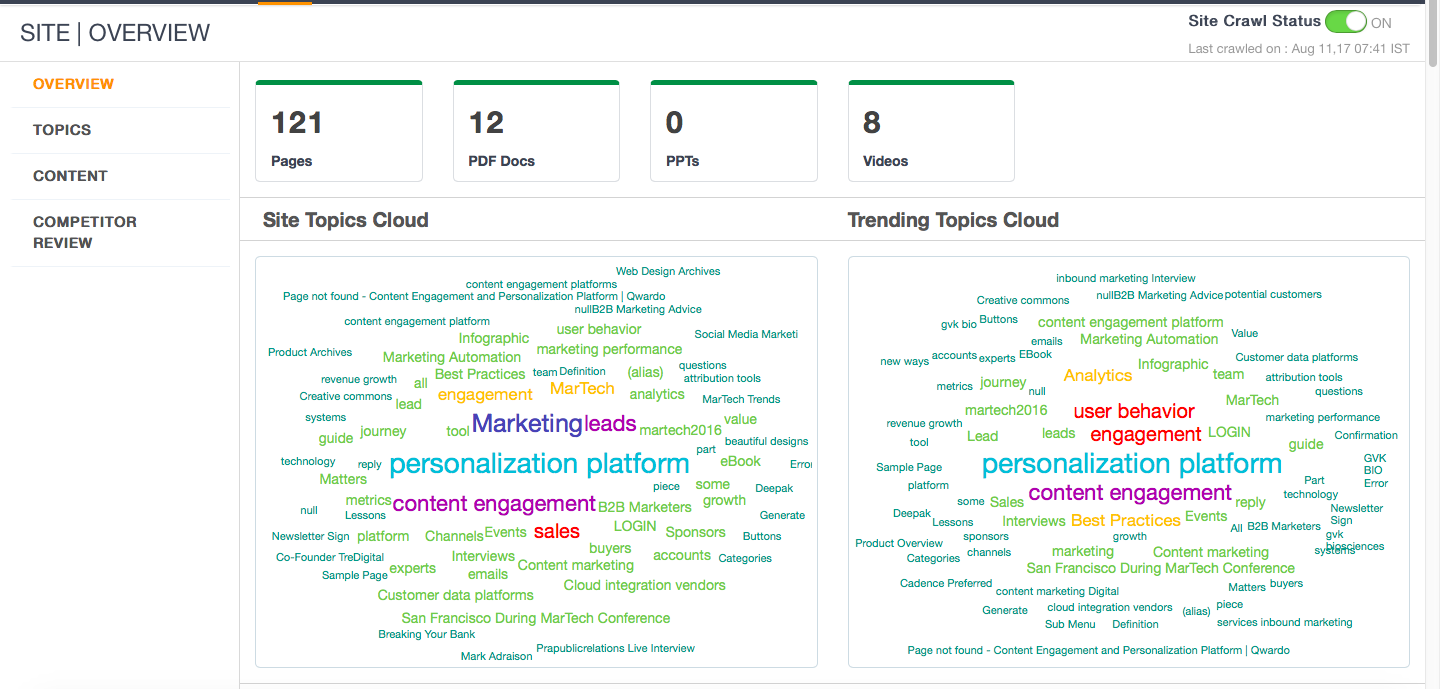 SITE | OVERVIEW
Site Crawl Status ON
Last crawled on : Aug 11,17 07:41 IST
OVERVIEW
TOPICS
CONTENT
COMPETITOR
REVIEW
121
Pages
12
PDF Docs
0
PPTs
8
Videos
Site Topics Cloud
Web Design Archives
content engagement platforms
Page not found - Content Engagement and Personalization Platform | Qwardo
nullB2B Marketing Advice
content engagement platform
user behavior
Infographic
Social Media Marketi
Product Archives
Marketing Automation
marketing performance
revenue growth
all
Best Practices
team
Definition
(alias)
questions
attribution tools
Creative commons
lead
engagement
MarTech
analytics
MarTech Trends
systems
guide
journey
tool
Marketing
leads
martech2016
value
beautiful designs
technology
reply
personalization platform
part
eBook
Error
Matters
piece
some
Deepak
null
metrics
Lessons
content engagement
B2B Marketers
growth
Generate
Newsletter Sign
platform
Channels
Events
sales
LOGIN
Sponsors
Buttons
Co-Founder TreDigital
Interviews
buyers
accounts
Categories
Sample Page
experts
emails
Content marketing
Customer data platforms
Cloud integration vendors
San Francisco During MarTech Conference
Breaking Your Bank
Mark Adraison
Prapublicrelations Live Interview
Trending Topics Cloud
inbound marketing Interview
Creative commons
nullB2B Marketing Advice
potential customers
gvk bio
Buttons
content engagement platform
Value
emails
Marketing Automation
new ways
accounts
experts
EBook
Infographic
Customer data platforms
metrics
journey
null
Analytics
team
attribution tools
questions
martech2016
user behavior
MarTech
marketing performance
revenue growth
tool
Lead
leads
engagement
LOGIN
guide
Confirmation
Sample Page
personalization platform
GVK
BIO
Error
platform
content engagement
Part
technology
some
Sales
reply
Deepak
Lessons
Interviews
Best Practices
Events
Newsletter
Sign
All
B2B Marketers
sponsors
growth
gvk
biosciences
Product Overview
channels
marketing
Content marketing
systems
Categories
San Francisco During MarTech Conference
Cadence Preferred
content marketing Digital
Matters
buyers
Generate
cloud integration vendors
(alias)
piece
Sub Menu
Definition
services inbound marketing
Page not found - Content Engagement and Personalization Platform | Qwardo